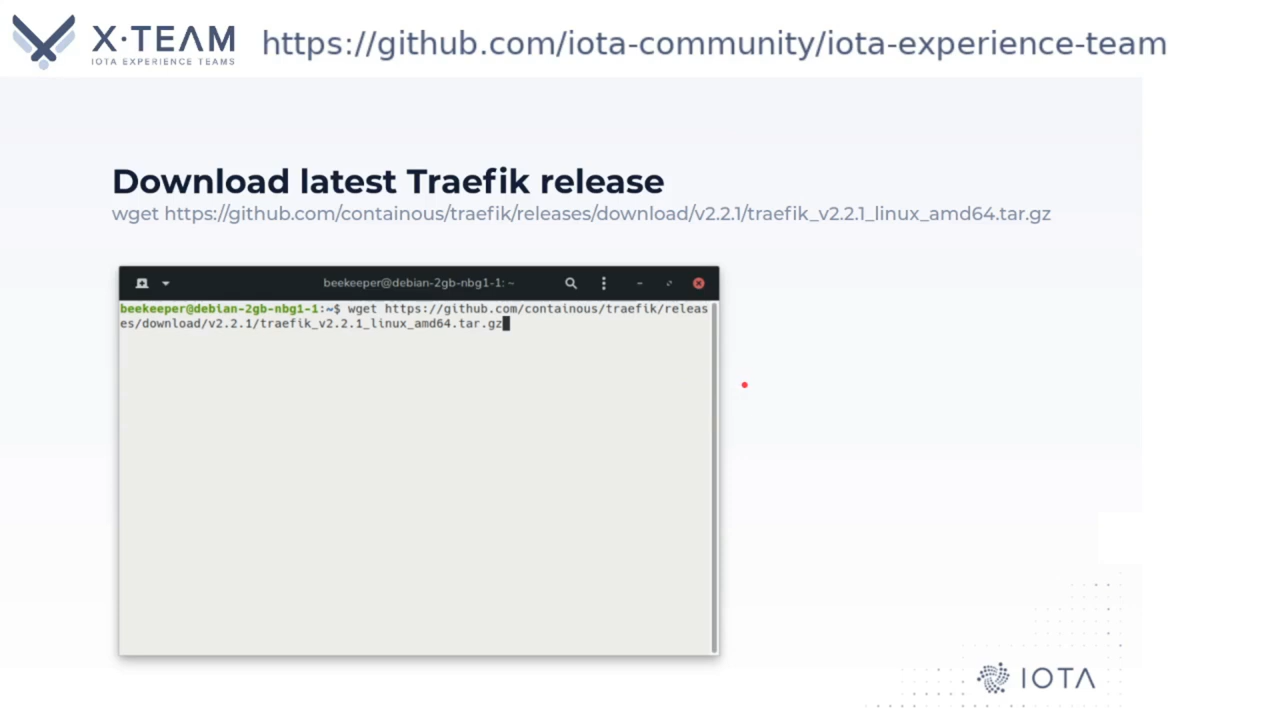 X·TEAM
IOTA EXPERIENCE TEAMS
https://github.com/iota-community/iota-experience-team
Download latest Traefik release
wget https://github.com/containous/traefik/releases/download/v2.2.1/traefik_v2.2.1_linux_amd64.tar.gz
beekeeper@debian-2gb-nbg1-1: ~
beekeeper@debian-2gb-nbg1-1:~$ wget https://github.com/containous/traefik/releas
es/download/v2.2.1/traefik_v2.2.1_linux_amd64.tar.gz
IOTA